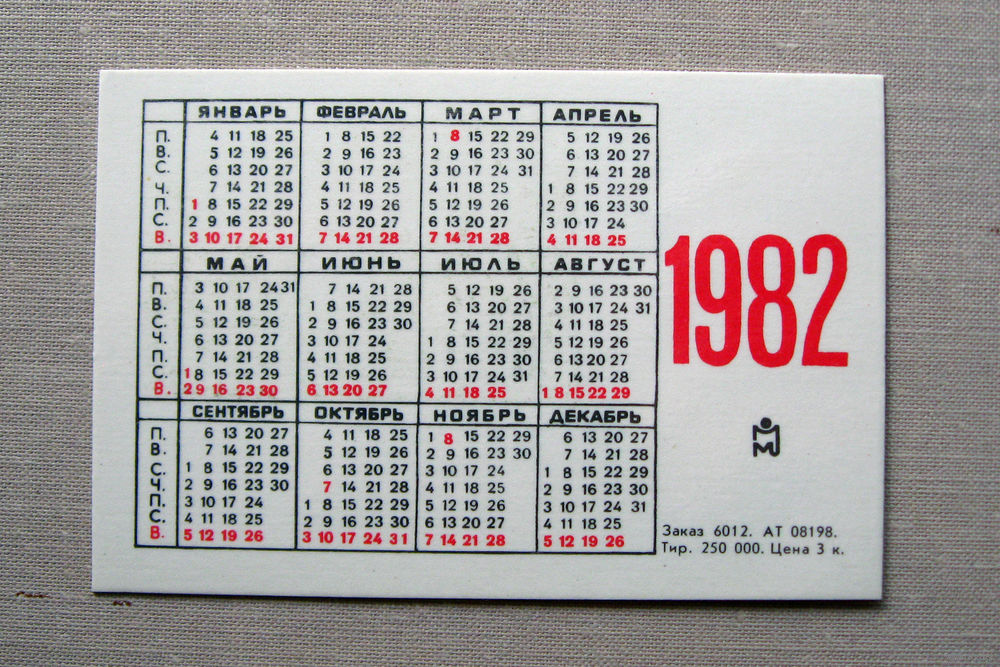 ЯНВАРЬ ФЕВРАЛЬ МАРТ АПРЕЛЬ
П. 4 11 18 25 1 8 15 22 1 8 15 22 29 5 12 19 26
В. 5 12 19 26 2 9 16 23 2 9 16 23 30 6 13 20 27
С. 6 13 20 27 3 10 17 24 3 10 17 24 31 7 14 21 28
Ч. 7 14 21 28 4 11 18 25 4 11 18 25 1 8 15 22 29
П. 1 8 15 22 29 5 12 19 26 5 12 19 26 2 9 16 23 30
С. 2 9 16 23 30 6 13 20 27 6 13 20 27 3 10 17 24
В. 3 10 17 24 31 7 14 21 28 7 14 21 28 4 11 18 25
МАЙ ИЮНЬ ИЮЛЬ АВГУСТ
П. 3 10 17 24 31 7 14 21 28 5 12 19 26 2 9 16 23 30
В. 4 11 18 25 1 8 15 22 29 6 13 20 27 3 10 17 24 31
С. 5 12 19 26 2 9 16 23 30 7 14 21 28 4 11 18 25
Ч. 6 13 20 27 3 10 17 24 1 8 15 22 29 5 12 19 26
П. 7 14 21 28 4 11 18 25 2 9 16 23 30 6 13 20 27
С. 1 8 15 22 29 5 12 19 26 3 10 17 24 31 7 14 21 28
В. 2 9 16 23 30 6 13 20 27 4 11 18 25 1 8 15 22 29
СЕНТЯБРЬ ОКТЯБРЬ НОЯБРЬ ДЕКАБРЬ
П. 6 13 20 27 4 11 18 25 1 8 15 22 29 6 13 20 27
В. 7 14 21 28 5 12 19 26 2 9 16 23 30 7 14 21 28
С. 1 8 15 22 29 6 13 20 27 3 10 17 24 1 8 15 22 29
Ч. 2 9 16 23 30 7 14 21 28 4 11 18 25 2 9 16 23 30
П. 3 10 17 24 1 8 15 22 29 5 12 19 26 3 10 17 24 31
С. 4 11 18 25 2 9 16 23 30 6 13 20 27 4 11 18 25
В. 5 12 19 26 3 10 17 24 31 7 14 21 28 5 12 19 26
1982
Заказ 6012. АТ 08198.
Тир. 250 000. Цена 3 к.